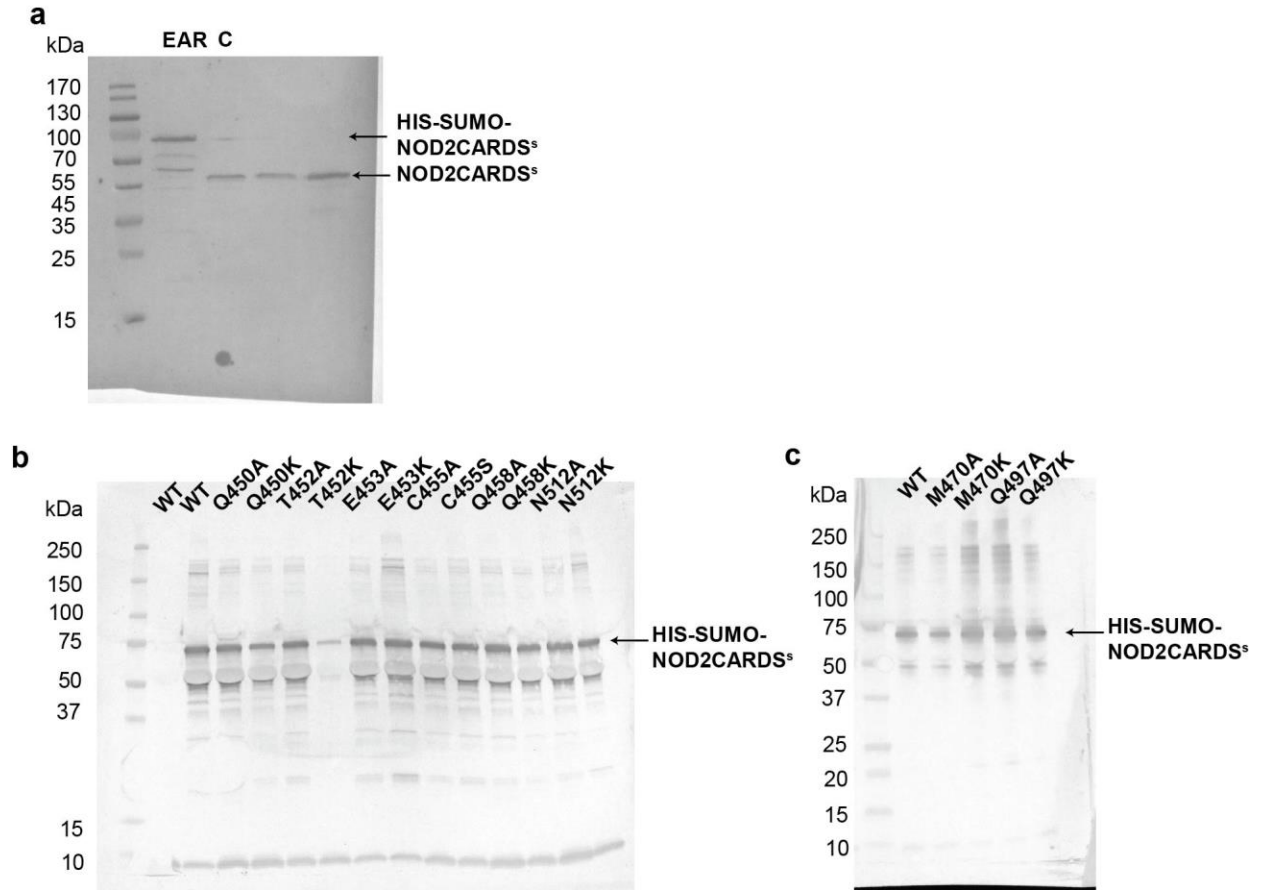 a
kDa
EAR C
170
130
100
70
55
45
35
25
15
HIS-SUMO-
NOD2CARDSˢ
NOD2CARDSˢ
b
kDa
WT
WT
Q450A
Q450K
T452A
T452K
E453A
E453K
C455A
C455S
Q458A
Q458K
N512A
N512K
250
150
100
75
50
37
15
10
HIS-SUMO-
NOD2CARDSˢ
c
kDa
WT
M470A
M470K
Q497A
Q497K
250
150
100
75
50
37
25
20
15
10
HIS-SUMO-
NOD2CARDSˢ